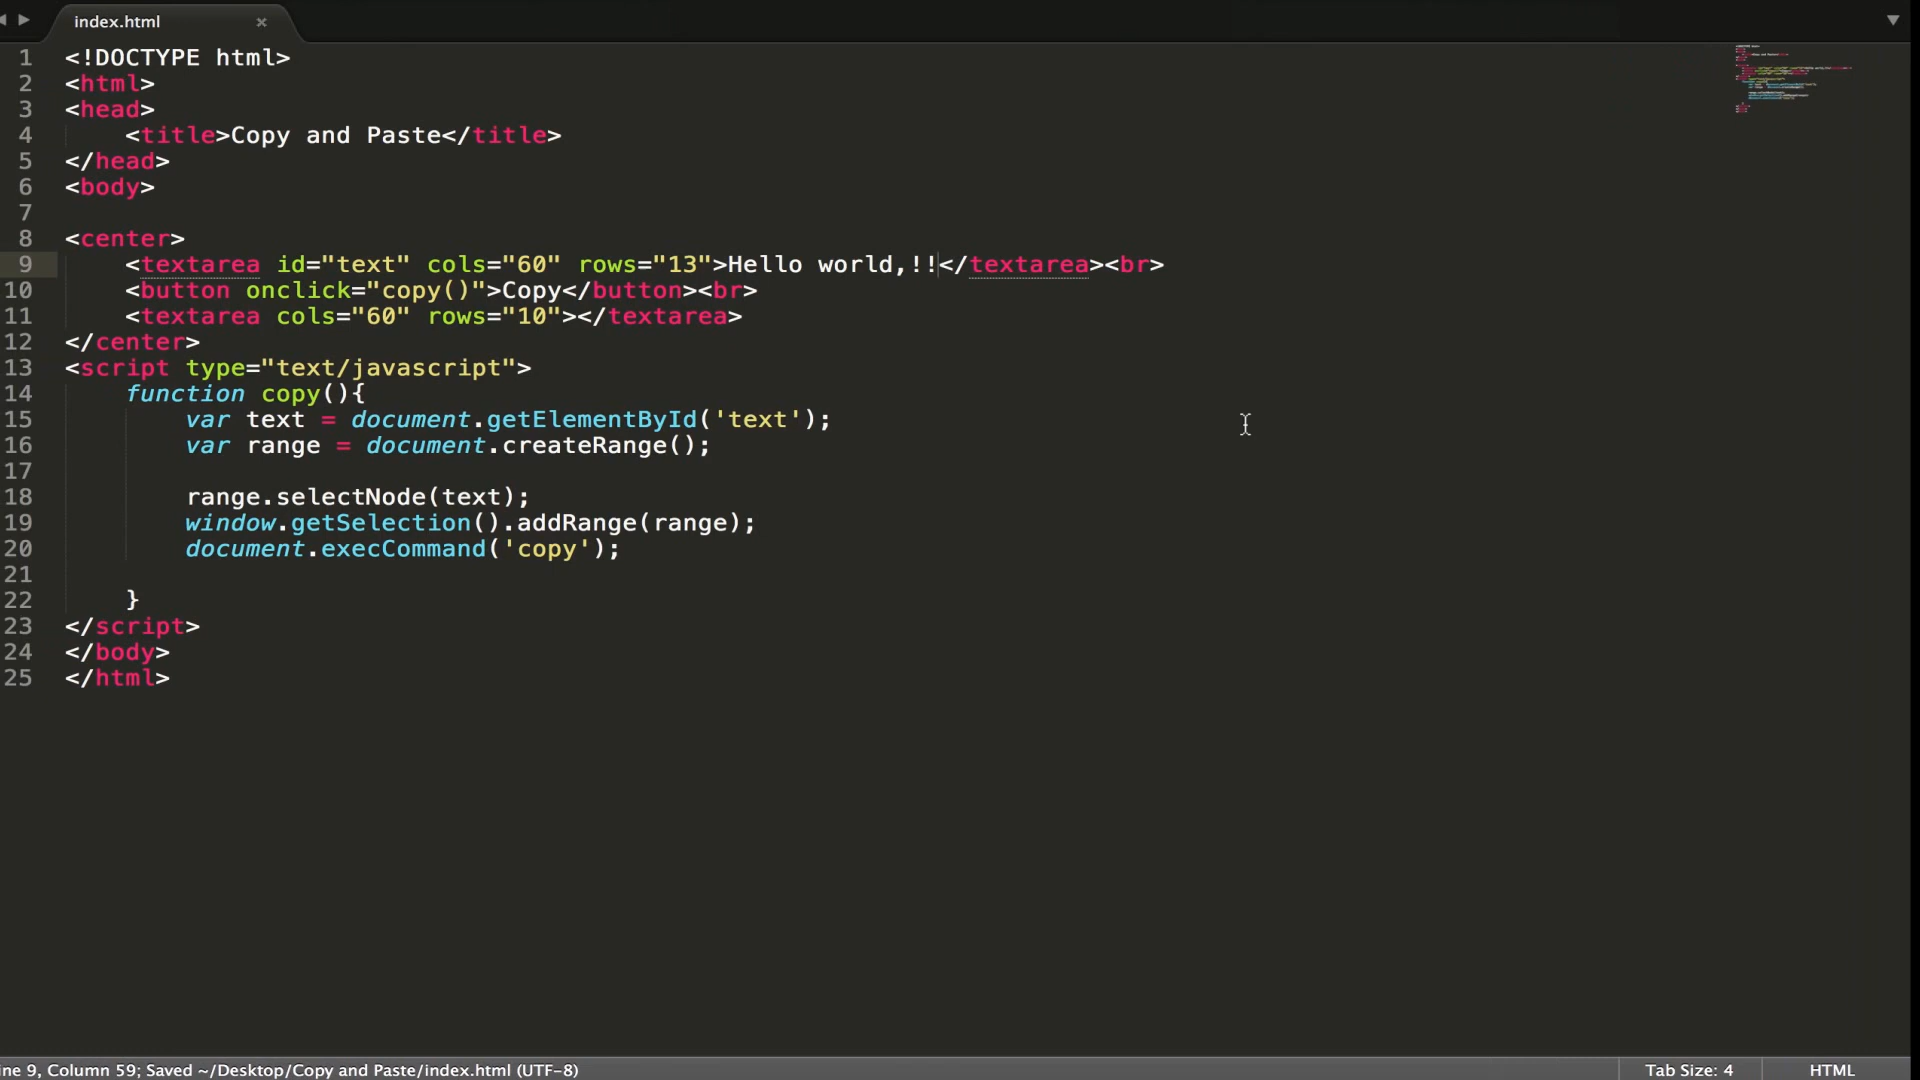 index.html
1 <!DOCTYPE html>
2 <html>
3 <head>
4 <title>Copy and Paste</title>
5 </head>
6 <body>
7
8 <center>
9 <textarea id="text" cols="60" rows="13">Hello world,!!</textarea><br>
10 <button onclick="copy()">Copy</button><br>
11 <textarea cols="60" rows="10"></textarea>
12 </center>
13 <script type="text/javascript">
14 function copy(){
15 var text = document.getElementById('text');
16 var range = document.createRange();
17
18 range.selectNode(text);
19 window.getSelection().addRange(range);
20 document.execCommand('copy');
21
22 }
23 </script>
24 </body>
25 </html>
ine 9, Column 59; Saved ~/Desktop/Copy and Paste/index.html (UTF-8)
Tab Size: 4
HTML